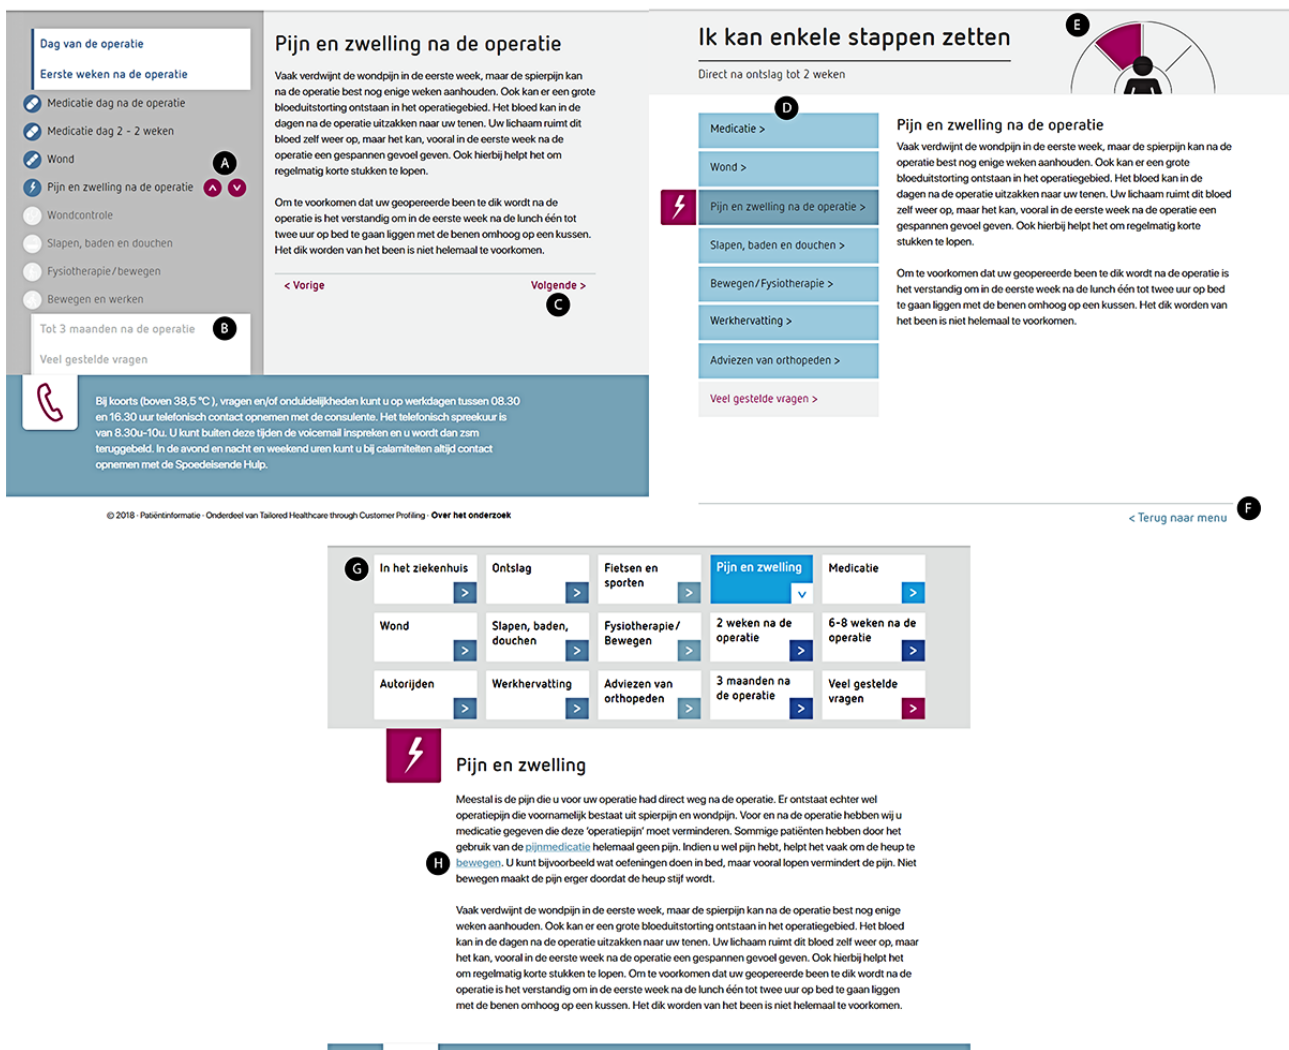 Dag van de operatie
Eerste weken na de operatie
Medicatie dag na de operatie
Medicatie dag 2 - 2 weken
Wond
A
Pijn en zwelling na de operatie
Wondcontrole
Slapen, baden en douchen
Fysiotherapie/bewegen
Bewegen en werken
Tot 3 maanden na de operatie
B
Veel gestelde vragen
Pijn en zwelling na de operatie
Vaak verdwijnt de wondpijn in de eerste week, maar de spierpijn kan
na de operatie best nog enige weken aanhouden. Ook kan er een grote
bloeduitstorting ontstaan in het operatiegebied. Het bloed kan in de
dagen na de operatie uitzakken naar uw tenen. Uw lichaam ruimt dit
bloed zelf weer op, maar het kan, vooral in de eerste week na de
operatie een gespannen gevoel geven. Ook hierbij helpt het om
regelmatig korte stukken te lopen.
Om te voorkomen dat uw geopereerde been te dik wordt na de
operatie is het verstandig om in de eerste week na de lunch één tot
twee uur op bed te gaan liggen met de benen omhoog op een kussen.
Het dik worden van het been is niet helemaal te voorkomen.
< Vorige
Volgende >
C
Bij koorts (boven 38,5 °C ), vragen en/of onduidelijkheden kunt u op werkdagen tussen 08.30
en 16.30 uur telefonisch contact opnemen met de consulente. Het telefonisch spreekuur is
van 8.30u-10u. U kunt buiten deze tijden de voicemail inspreken en u wordt dan zsm
teruggebeld. In de avond en nacht en weekend uren kunt u bij calamiteiten altijd contact
opnemen met de Spoedeisende Hulp.
© 2018 · Patiëntinformatie · Onderdeel van Tailored Healthcare through Customer Profiling · Over het onderzoek
Ik kan enkele stappen zetten
E
Direct na ontslag tot 2 weken
D
Medicatie >
Wond >
Pijn en zwelling na de operatie >
Slapen, baden en douchen >
Bewegen/Fysiotherapie >
Werkhervatting >
Adviezen van orthopeden >
Veel gestelde vragen >
Pijn en zwelling na de operatie
Vaak verdwijnt de wondpijn in de eerste week, maar de spierpijn kan na de
operatie best nog enige weken aanhouden. Ook kan er een grote
bloeduitstorting ontstaan in het operatiegebied. Het bloed kan in de
dagen na de operatie uitzakken naar uw tenen. Uw lichaam ruimt dit bloed
zelf weer op, maar het kan, vooral in de eerste week na de operatie een
gespannen gevoel geven. Ook hierbij helpt het om regelmatig korte
stukken te lopen.
Om te voorkomen dat uw geopereerde been te dik wordt na de operatie is
het verstandig om in de eerste week na de lunch één tot twee uur op bed
te gaan liggen met de benen omhoog op een kussen. Het dik worden van
het been is niet helemaal te voorkomen.
< Terug naar menu
F
G
In het ziekenhuis
>
Ontslag
>
Fietsen en
sporten
>
Pijn en zwelling
Medicatie
>
Wond
>
Slapen, baden,
douchen
>
Fysiotherapie/
Bewegen
>
2 weken na de
operatie
>
6-8 weken na de
operatie
>
Autorijden
>
Werkhervatting
>
Adviezen van
orthopeden
>
3 maanden na
de operatie
>
Veel gestelde
vragen
>
Pijn en zwelling
Meestal is de pijn die u voor uw operatie had direct weg na de operatie. Er ontstaat echter wel
operatiepijn die voornamelijk bestaat uit spierpijn en wondpijn. Voor en na de operatie hebben wij u
medicatie gegeven die deze ‘operatiepijn’ moet verminderen. Sommige patiënten hebben door het
gebruik van de pijnmedicatie helemaal geen pijn. Indien u wel pijn hebt, helpt het vaak om de heup te
H
bewegen. U kunt bijvoorbeeld wat oefeningen doen in bed, maar vooral lopen vermindert de pijn. Niet
bewegen maakt de pijn erger doordat de heup stijf wordt.
Vaak verdwijnt de wondpijn in de eerste week, maar de spierpijn kan na de operatie best nog enige
weken aanhouden. Ook kan er een grote bloeduitstorting ontstaan in het operatiegebied. Het bloed
kan in de dagen na de operatie uitzakken naar uw tenen. Uw lichaam ruimt dit bloed zelf weer op, maar
het kan, vooral in de eerste week na de operatie een gespannen gevoel geven. Ook hierbij helpt het
om regelmatig korte stukken te lopen. Om te voorkomen dat uw geopereerde been te dik wordt na de
operatie is het verstandig om in de eerste week na de lunch één tot twee uur op bed te gaan liggen
met de benen omhoog op een kussen. Het dik worden van het been is niet helemaal te voorkomen.